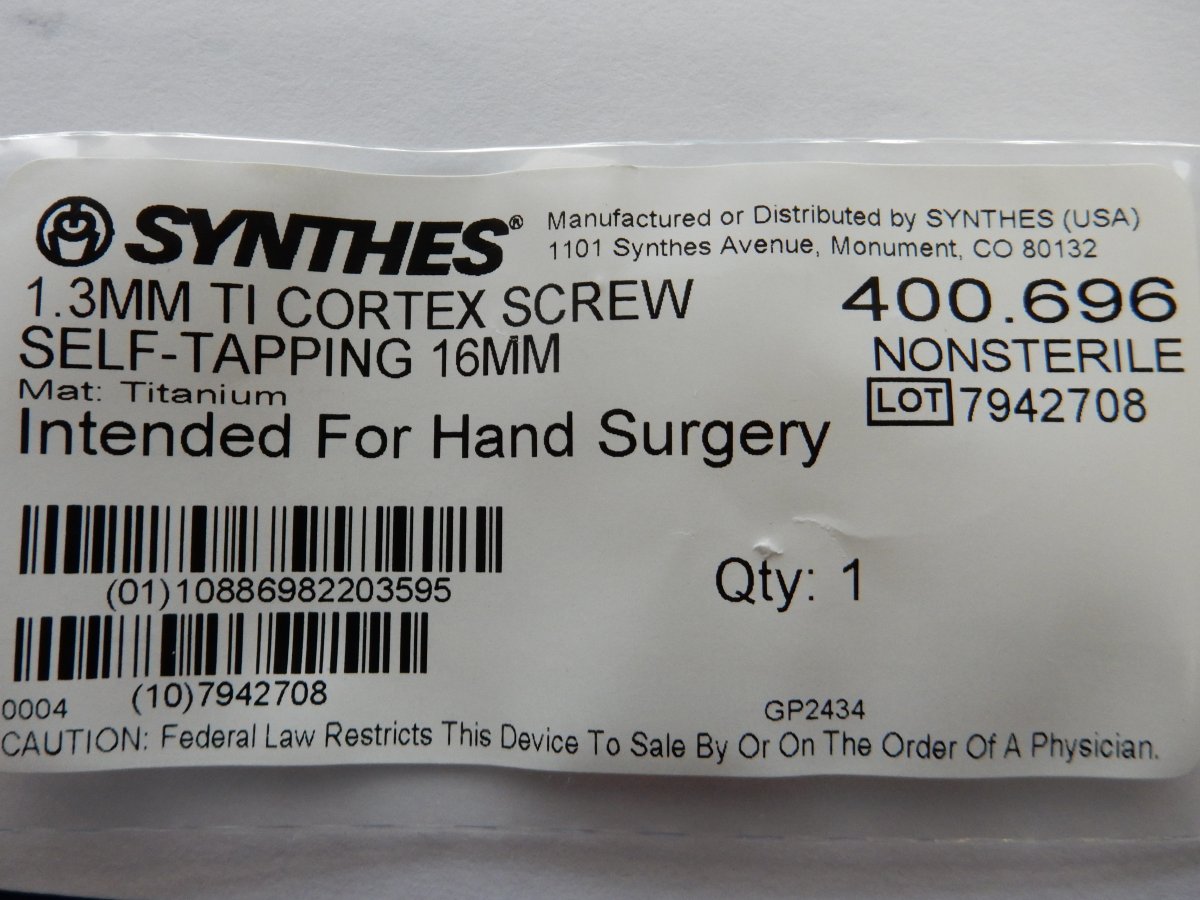 SYNTHES®
Manufactured or Distributed by SYNTHES (USA)
1101 Synthes Avenue, Monument, CO 80132
1.3MM TI CORTEX SCREW
SELF-TAPPING 16MM
Mat: Titanium
Intended For Hand Surgery
400.696
NONSTERILE
LOT 7942708
(01)10886982203595
Qty: 1
(10)7942708
0004
GP2434
CAUTION: Federal Law Restricts This Device To Sale By Or On The Order Of A Physician.